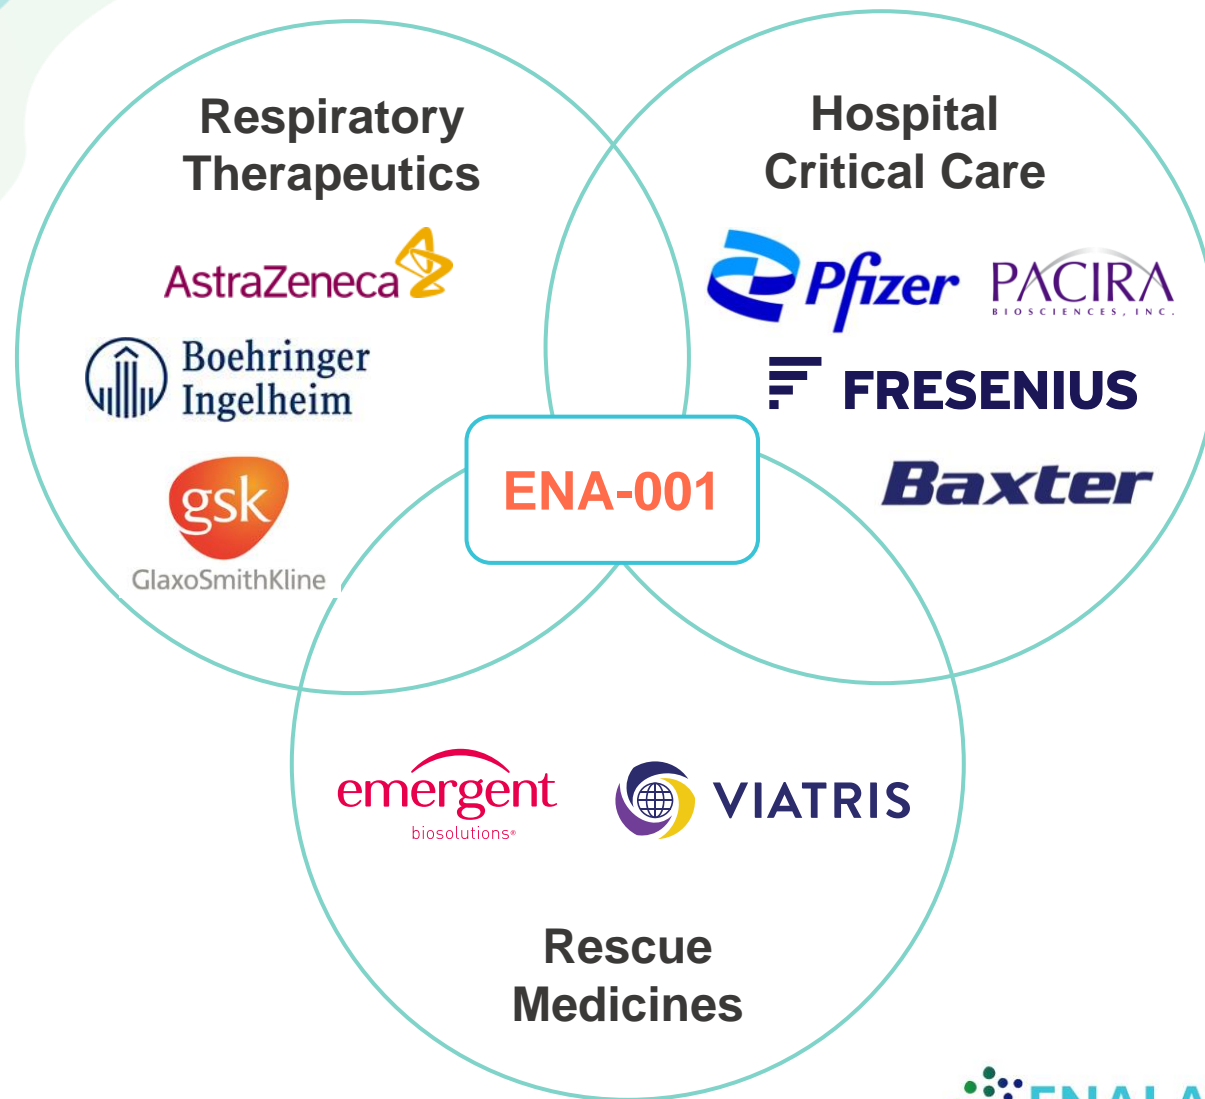 Respiratory
Therapeutics
AstraZeneca
Boehringer
Ingelheim
gsk
GlaxoSmithKline
Hospital
Critical Care
Pfizer
PACIRA
BIOSCIENCES, INC.
FRESENIUS
Baxter
ENA-001
emergent
biosolutions®
VIATRIS
Rescue
Medicines